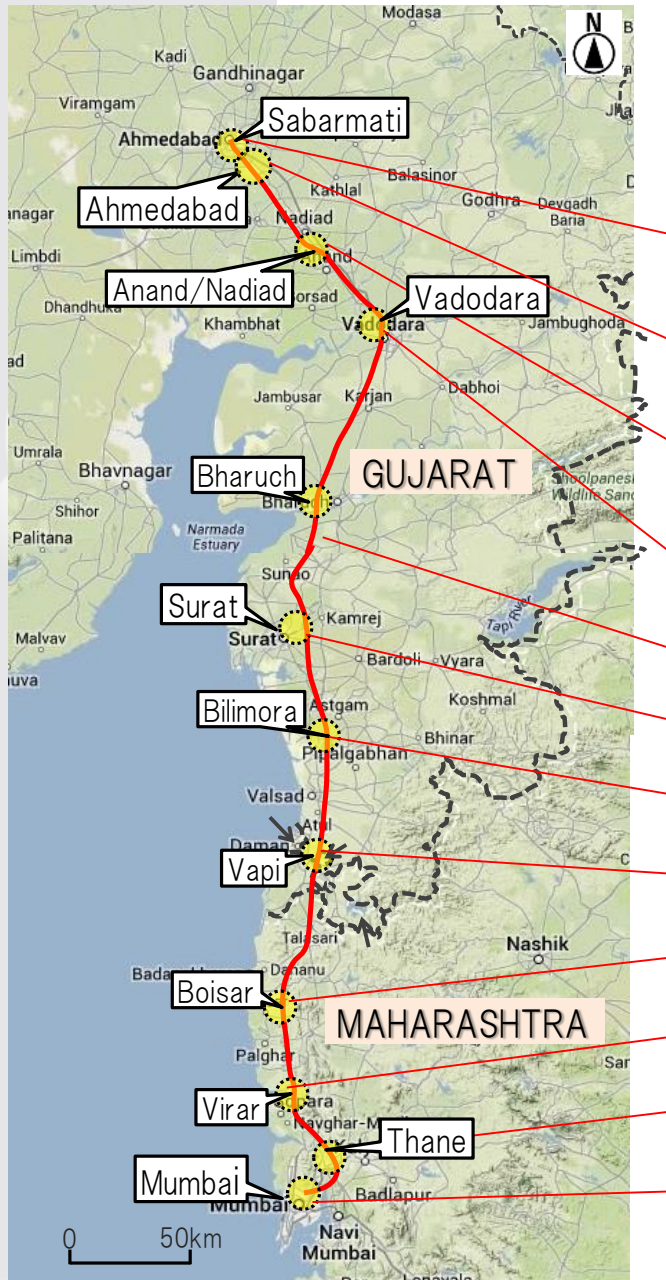 Modasa
N
Kadi
Gandhinagar
Viramgam
Sabarmati
Ahmedabad
Balasinor
Kathlal
Ahmedabad
Godhra
Devgadh
Baria
Nadiad
Limbdi
Anand/Nadiad
Vadodara
Dhandhuka
Khambhat
Vadodara
Jambughoda
Dabhoi
Jambusar
Karjan
Umrala
Bhavnagar
Bharuch
GUJARAT
Shihor
Wildlife
Palitana
Narmada
Estuary
Surat
Kamrej
Surat
Malvav
Bardoli
Vyara
Tapi River
Koshmal
Bilimora
Astgam
Bhinar
Pipalgabhan
Valsad
Atul
Daman
Vapi
Talasari
Nashik
Dahanu
Boisar
MAHARASHTRA
Palghar
Virar
Thane
Mumbai
Mumbai
Badlapur
Navi
Mumbai
0 50km